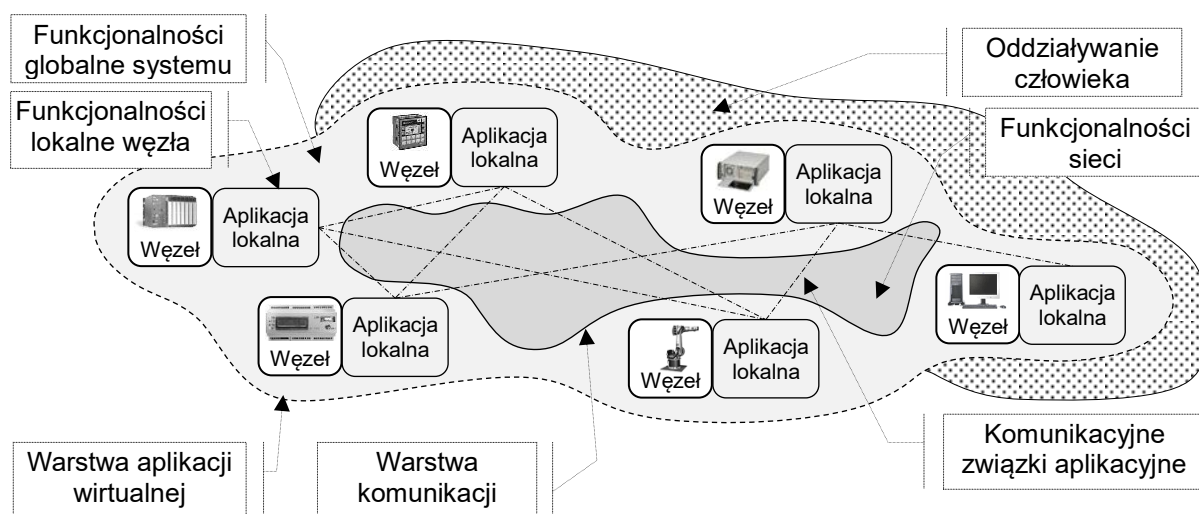 Funkcjonalności
globalne systemu
Oddziaływanie
człowieka
Funkcjonalności
lokalne węzła
Funkcjonalności
sieci
Węzeł
Aplikacja
lokalna
Węzeł
Aplikacja
lokalna
Węzeł
Aplikacja
lokalna
Węzeł
Aplikacja
lokalna
Węzeł
Aplikacja
lokalna
Węzeł
Aplikacja
lokalna
Warstwa aplikacji
wirtualnej
Warstwa
komunikacji
Komunikacyjne
związki aplikacyjne